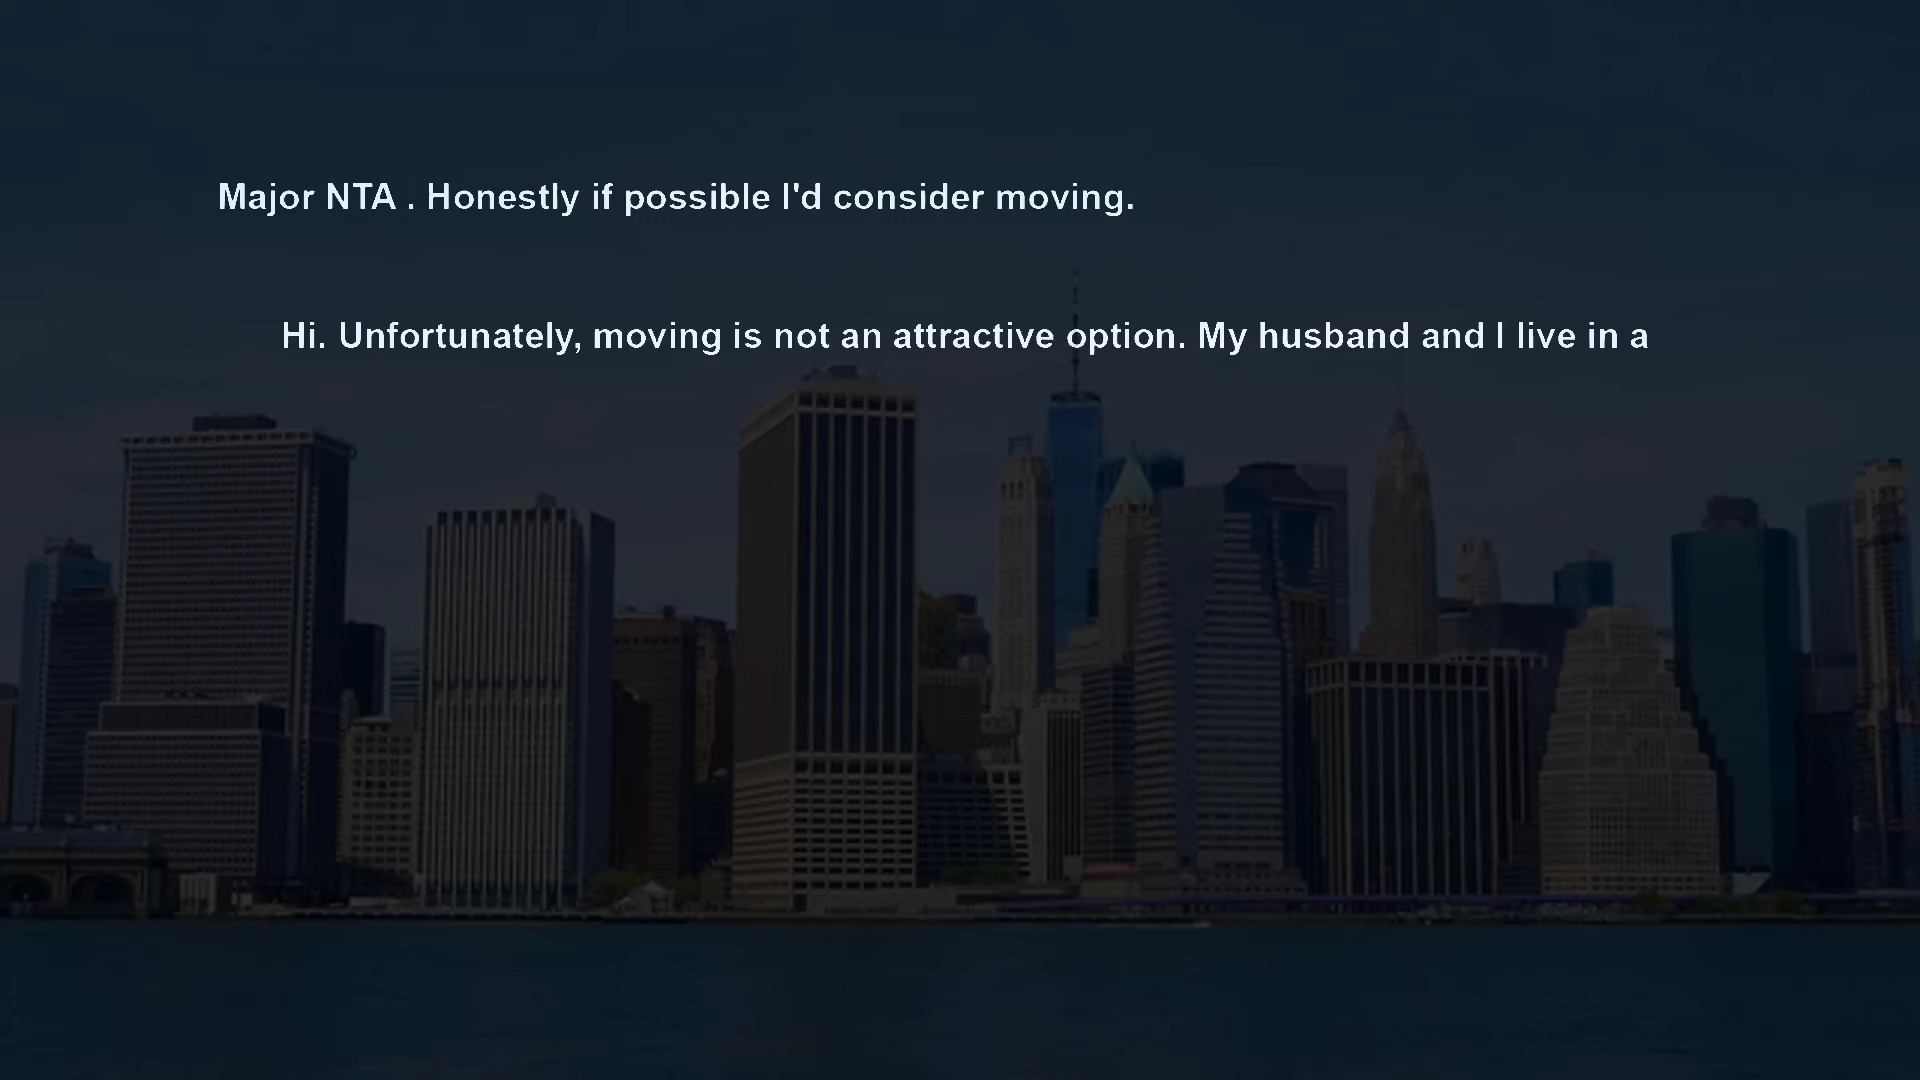 Major NTA . Honestly if possible I'd consider moving.
Hi. Unfortunately, moving is not an attractive option. My husband and I live in a